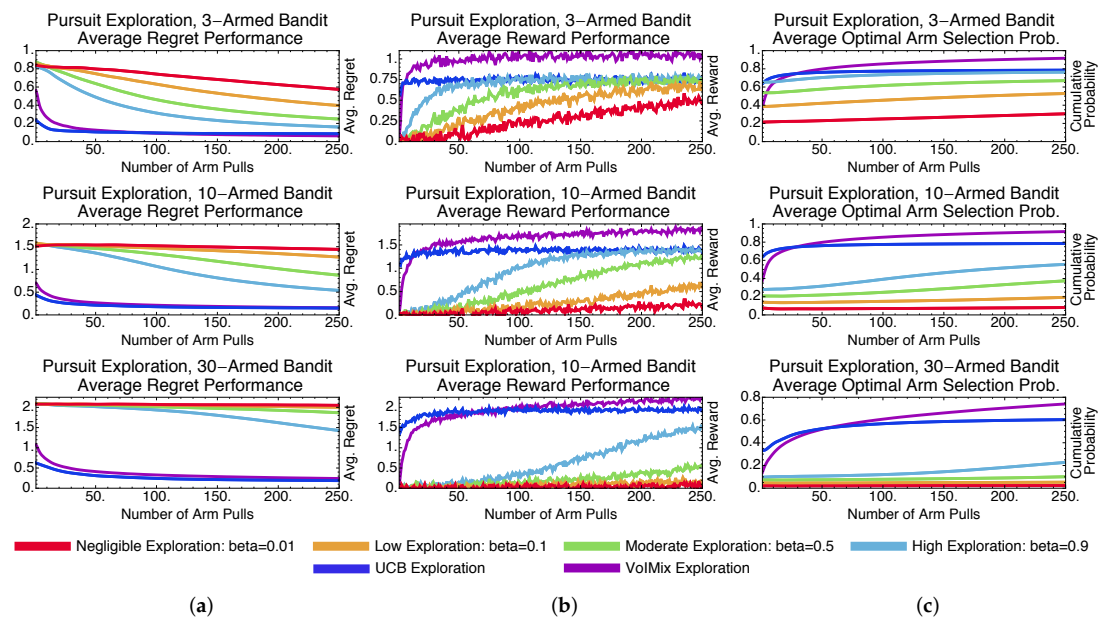 Pursuit Exploration, 3−Armed Bandit
Average Regret Performance
1.
0.8
0.6
0.4
0.2
0
50. 100. 150. 200. 250.
Number of Arm Pulls
Avg. Regret
Pursuit Exploration, 3−Armed Bandit
Average Reward Performance
1.
0.75
0.5
0.25
0
50. 100. 150. 200. 250.
Number of Arm Pulls
Avg. Reward
Pursuit Exploration, 3−Armed Bandit
Average Optimal Arm Selection Prob.
1.
0.8
0.6
0.4
0.2
0
50. 100. 150. 200. 250.
Number of Arm Pulls
Cumulative
Probability
Pursuit Exploration, 10−Armed Bandit
Average Regret Performance
2.
1.5
1.
0.5
0
50. 100. 150. 200. 250.
Number of Arm Pulls
Avg. Regret
Pursuit Exploration, 10−Armed Bandit
Average Reward Performance
1.5
1.
0.5
0
50. 100. 150. 200. 250.
Number of Arm Pulls
Avg. Reward
Pursuit Exploration, 10−Armed Bandit
Average Optimal Arm Selection Prob.
1.
0.8
0.6
0.4
0.2
0
50. 100. 150. 200. 250.
Number of Arm Pulls
Cumulative
Probability
Pursuit Exploration, 30−Armed Bandit
Average Regret Performance
2.
1.5
1.
0.5
0
50. 100. 150. 200. 250.
Number of Arm Pulls
Avg. Regret
Pursuit Exploration, 10−Armed Bandit
Average Reward Performance
2.
1.5
1.
0.5
0
50. 100. 150. 200. 250.
Number of Arm Pulls
Avg. Reward
Pursuit Exploration, 30−Armed Bandit
Average Optimal Arm Selection Prob.
0.8
0.6
0.4
0.2
0
50. 100. 150. 200. 250.
Number of Arm Pulls
Cumulative
Probability
Negligible Exploration: beta=0.01 Low Exploration: beta=0.1 Moderate Exploration: beta=0.5 High Exploration: beta=0.9
UCB Exploration VoIMix Exploration
(a) (b) (c)